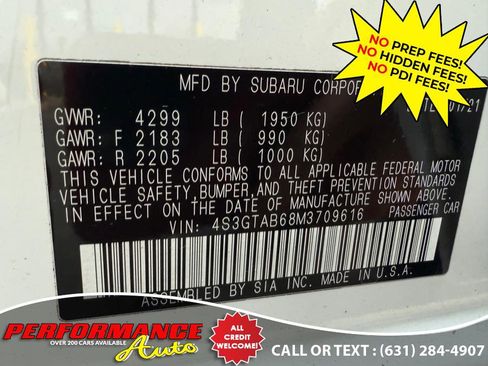 NO PREP FEES!
NO HIDDEN FEES!
NO PDI FEES!
MFD BY SUBARU CORPO
01/21
GVWR: 4299 LB ( 1950 KG)
GAWR: F 2183 LB ( 990 KG)
GAWR: R 2205 LB ( 1000 KG)
THIS VEHICLE CONFORMS TO ALL APPLICABLE FEDERAL MOTOR
VEHICLE SAFETY, BUMPER, AND THEFT PREVENTION STANDARDS
IN EFFECT ON THE DATE OF MANUFACTURE SHOWN ABOVE.
VIN: 4S3GTAB68M3709616 PASSENGER CAR
ASSEMBLED BY SIA INC. MADE IN U.S.A.
PERFORMANCE
Auto
OVER 200 CARS AVAILABLE
ALL
CREDIT
WELCOME!
CALL OR TEXT : (631) 284-4907